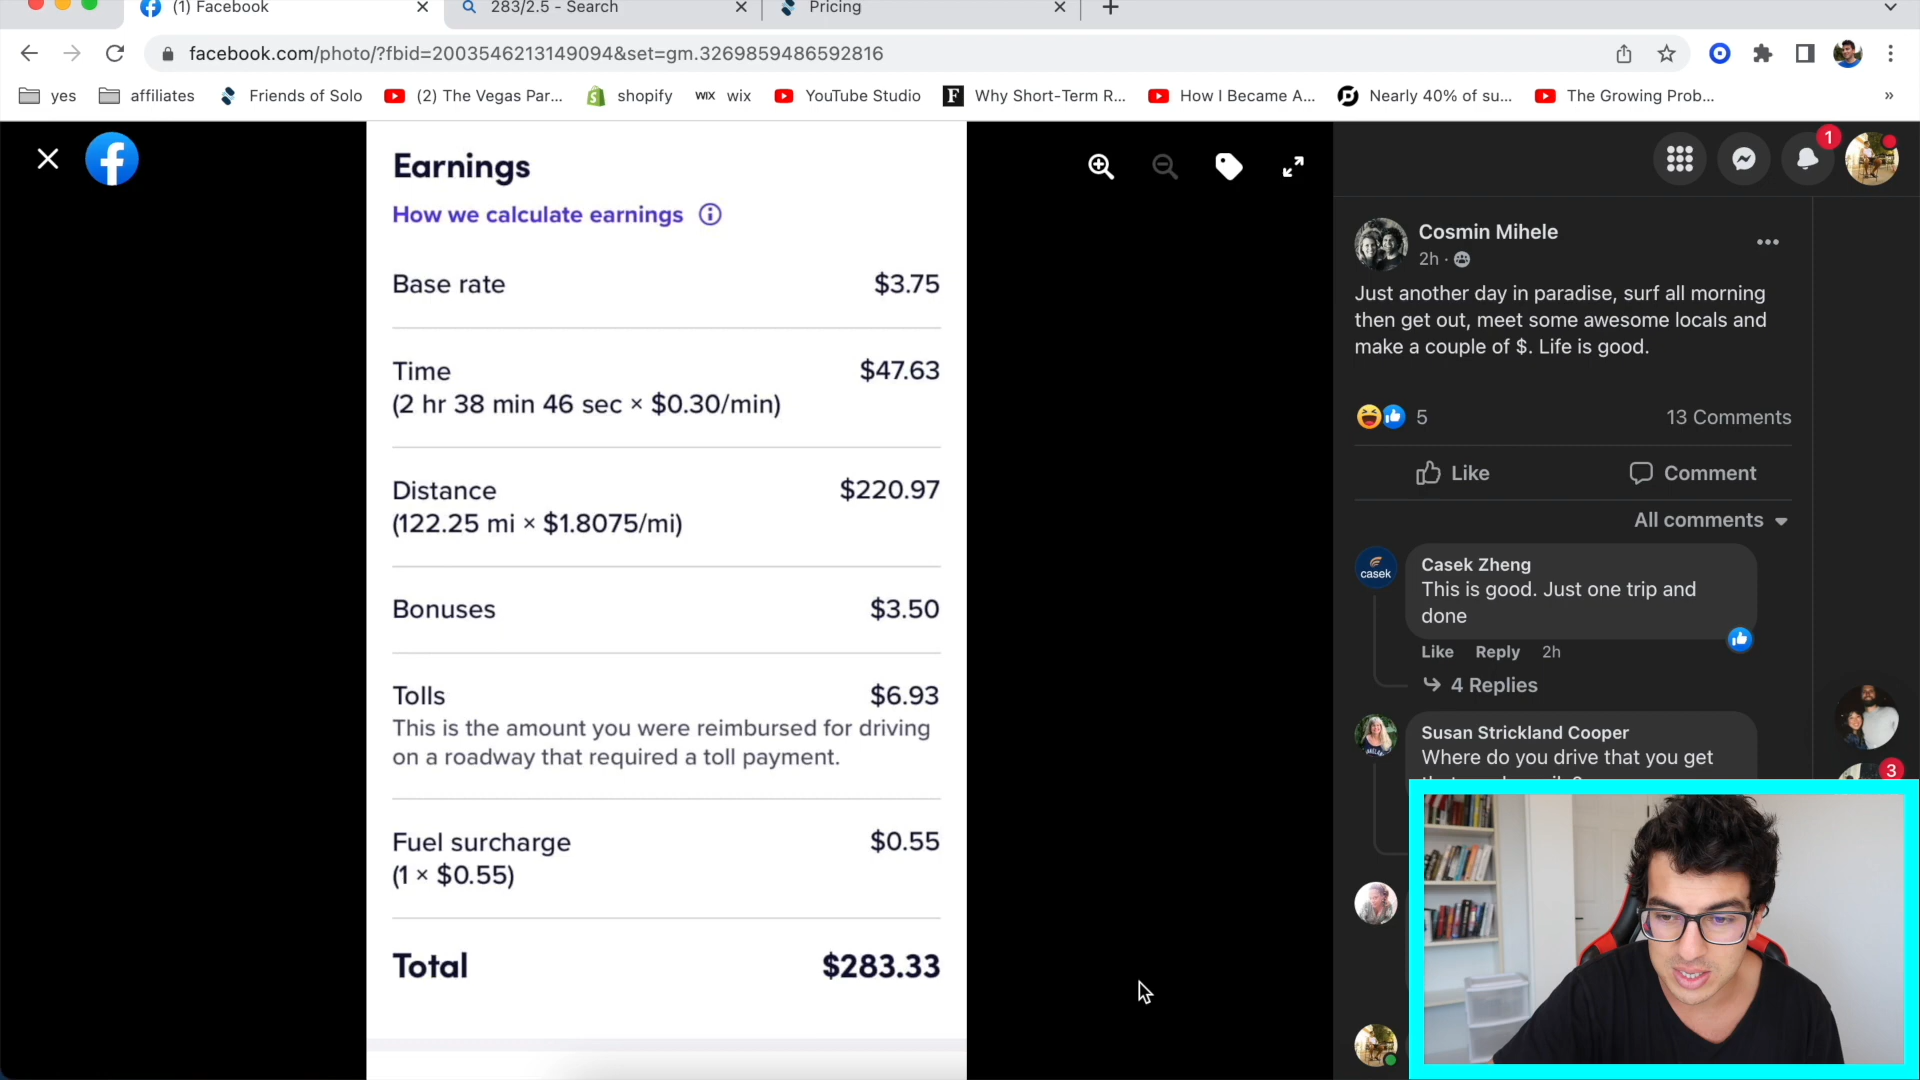 (1) Facebook
283/2.5 - Search
Pricing
facebook.com/photo/?fbid=2003546213149094&set=gm.3269859486592816
yes
affiliates
Friends of Solo
(2) The Vegas Par...
shopify
WIX wix
YouTube Studio
F Why Short-Term R...
How I Became A...
Nearly 40% of su...
The Growing Prob...
»
Earnings
How we calculate earnings
Base rate $3.75
Time $47.63
(2 hr 38 min 46 sec × $0.30/min)
Distance $220.97
(122.25 mi × $1.8075/mi)
Bonuses $3.50
Tolls $6.93
This is the amount you were reimbursed for driving
on a roadway that required a toll payment.
Fuel surcharge $0.55
(1 × $0.55)
Total $283.33
1
Cosmin Mihele
2h ·
Just another day in paradise, surf all morning
then get out, meet some awesome locals and
make a couple of $. Life is good.
5 13 Comments
Like Comment
All comments
casek
Casek Zheng
This is good. Just one trip and
done
Like Reply 2h
4 Replies
Susan Strickland Cooper
Where do you drive that you get
3